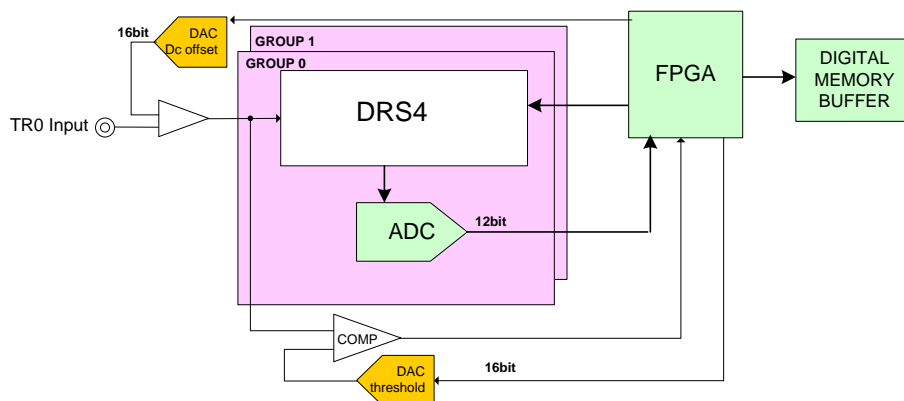 16bit
DAC
Dc offset
GROUP 1
GROUP 0
FPGA
DIGITAL
MEMORY
BUFFER
DRS4
TR0 Input
ADC
12bit
COMP
16bit
DAC
threshold